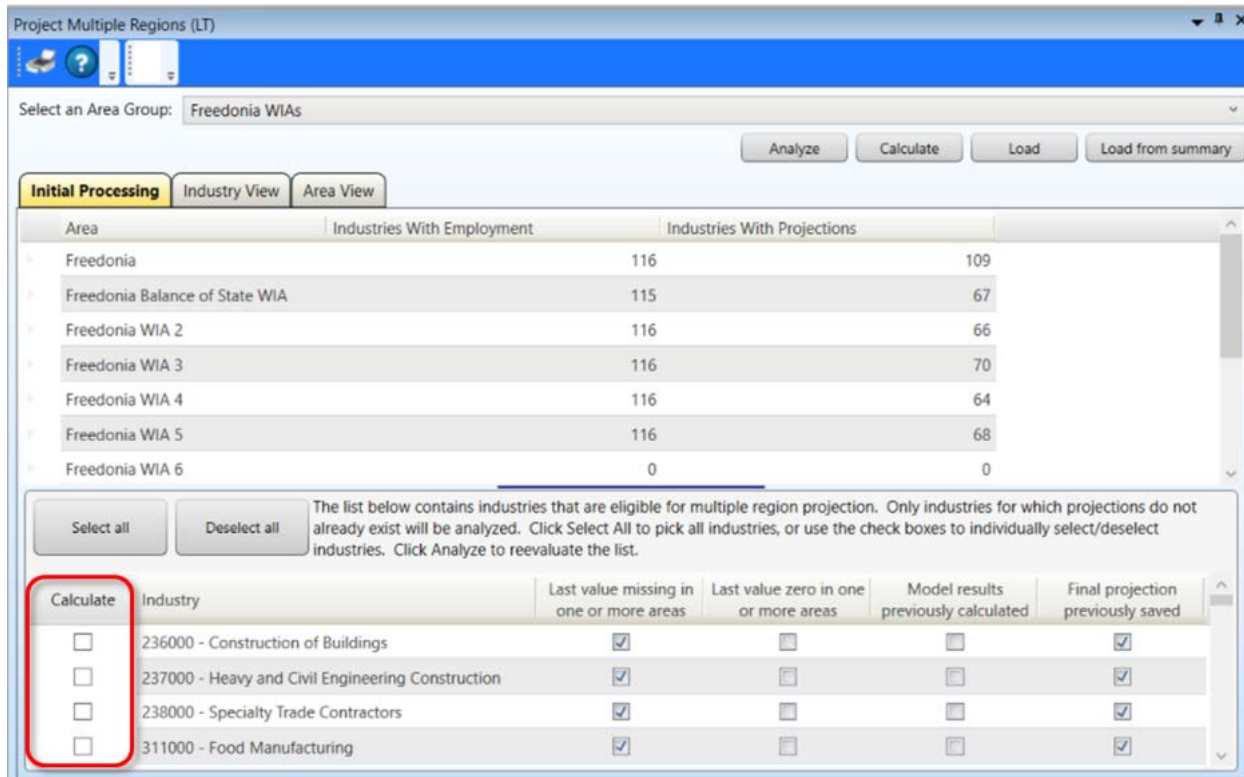 Project Multiple Regions (LT)
Select an Area Group: Freedonia WIAs
Analyze Calculate Load Load from summary
Initial Processing Industry View Area View
Area Industries With Employment Industries With Projections
Freedonia 116 109
Freedonia Balance of State WIA 115 67
Freedonia WIA 2 116 66
Freedonia WIA 3 116 70
Freedonia WIA 4 116 64
Freedonia WIA 5 116 68
Freedonia WIA 6 0 0
Select all Deselect all
The list below contains industries that are eligible for multiple region projection. Only industries for which projections do not
already exist will be analyzed. Click Select All to pick all industries, or use the check boxes to individually select/deselect
industries. Click Analyze to reevaluate the list.
Calculate Industry Last value missing in one or more areas Last value zero in one or more areas Model results previously calculated Final projection previously saved
236000 - Construction of Buildings
237000 - Heavy and Civil Engineering Construction
238000 - Specialty Trade Contractors
311000 - Food Manufacturing